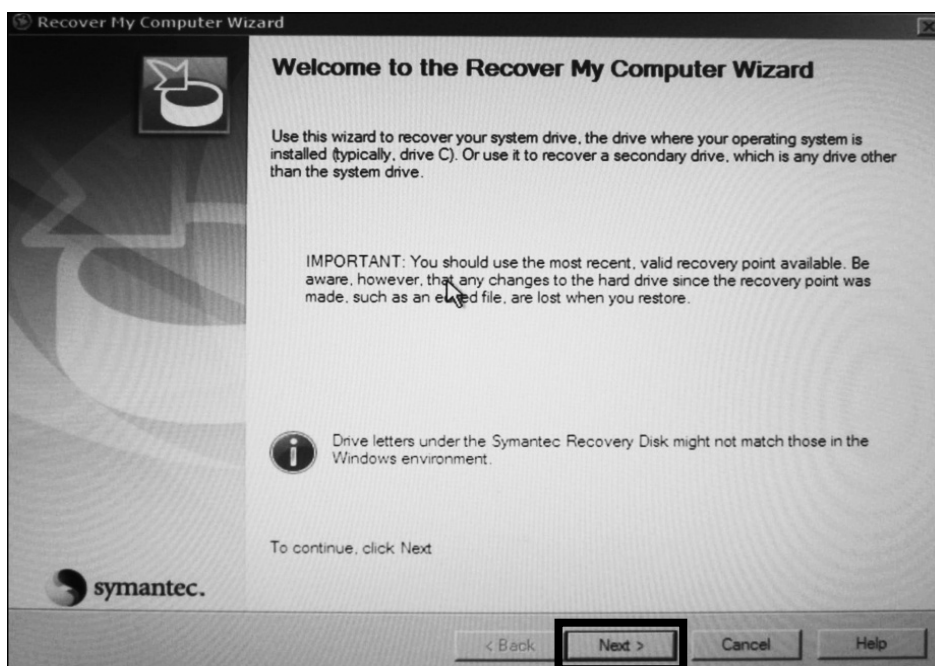 Recover My Computer Wizard
Welcome to the Recover My Computer Wizard
Use this wizard to recover your system drive, the drive where your operating system is
installed (typically, drive C). Or use it to recover a secondary drive, which is any drive other
than the system drive.
IMPORTANT: You should use the most recent, valid recovery point available. Be
aware, however, that any changes to the hard drive since the recovery point was
made, such as an edited file, are lost when you restore.
Drive letters under the Symantec Recovery Disk might not match those in the
Windows environment.
To continue, click Next
symantec.
< Back Next > Cancel Help